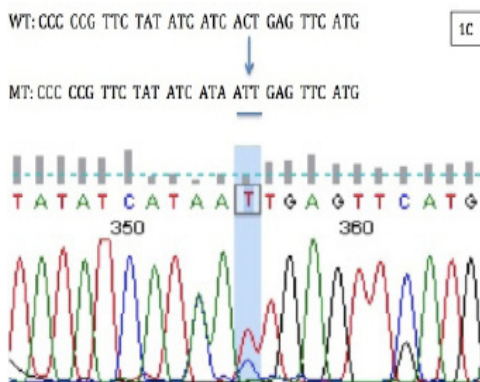 WT: CCC CCG TTC TAT ATC ATC ACT GAG TTC ATG
1C
MT: CCC CCG TTC TAT ATC ATA ATT GAG TTC ATG
T A T A T C A T A A T T G A G T T C A T G
350 360